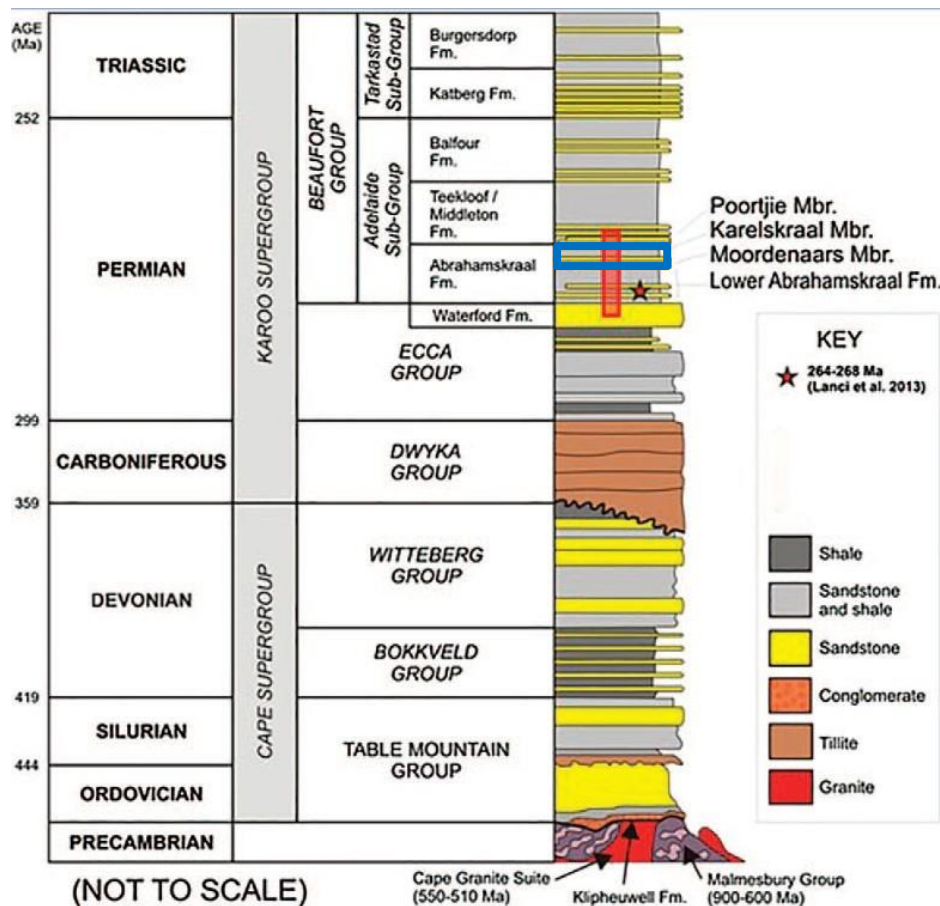 AGE
(Ma)
TRIASSIC
252
PERMIAN
299
CARBONIFEROUS
359
DEVONIAN
419
SILURIAN
444
ORDOVICIAN
PRECAMBRIAN
KAROO SUPERGROUP
CAPE SUPERGROUP
BEAUFORT
GROUP
Tarkastad
Sub-Group
Adelaide
Sub-Group
Burgersdorp
Fm.
Katberg Fm.
Balfour
Fm.
Teekloof /
Middleton
Fm.
Abrahamskraal
Fm.
Waterford Fm.
ECCA
GROUP
DWYKA
GROUP
WITTEBERG
GROUP
BOKKVELD
GROUP
TABLE MOUNTAIN
GROUP
Poortjie Mbr.
Karelskraal Mbr.
Moordenaars Mbr.
Lower Abrahamskraal Fm.
KEY
264-268 Ma
(Lanci et al. 2013)
Shale
Sandstone
and shale
Sandstone
Conglomerate
Tillite
Granite
(NOT TO SCALE)
Cape Granite Suite
(550-510 Ma)
Klipheuwell Fm.
Malmesbury Group
(900-600 Ma)